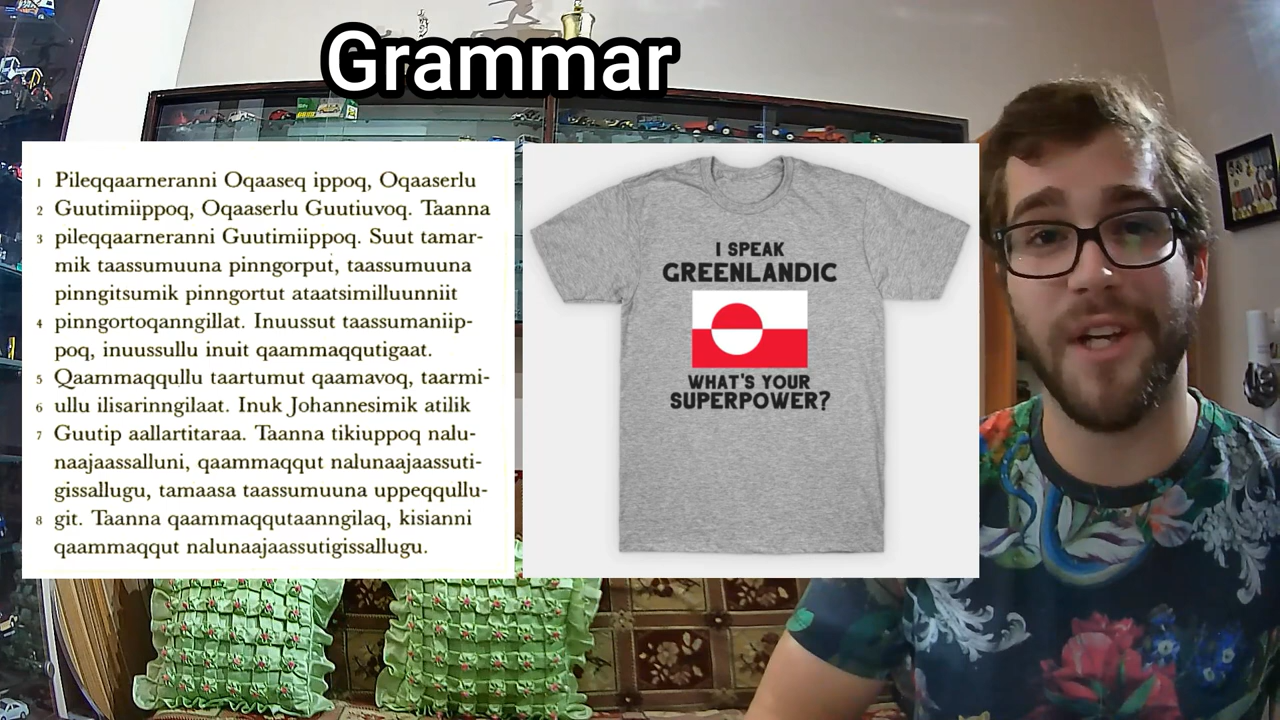 Grammar
1 Pileqqaarneranni Oqaaseq ippoq, Oqaaserlu
2 Guutimiippoq, Oqaaserlu Guutiuvoq. Taanna
3 pileqqaarneranni Guutimiippoq. Suut tamar-
mik taassumuuna pinngorput, taassumuuna
pinngitsumik pinngortut ataatsimilluunniit
4 pinngortoqanngillat. Inuussut taassumaniip-
poq, inuussullu inuit qaammaqqutigaat.
5 Qaammaqqullu taartumut qaamavoq, taarmi-
6 ullu ilisarinngilaat. Inuk Johannesimik atilik
7 Guutip aallartitaraa. Taanna tikiuppoq nalu-
naajaassalluni, qaammaqqut nalunaajaassuti-
gissallugu, tamaasa taassumuuna uppeqqullu-
8 git. Taanna qaammaqqutaanngilaq, kisianni
qaammaqqut nalunaajaassutigissallugu.
I SPEAK
GREENLANDIC
WHAT'S YOUR
SUPERPOWER?